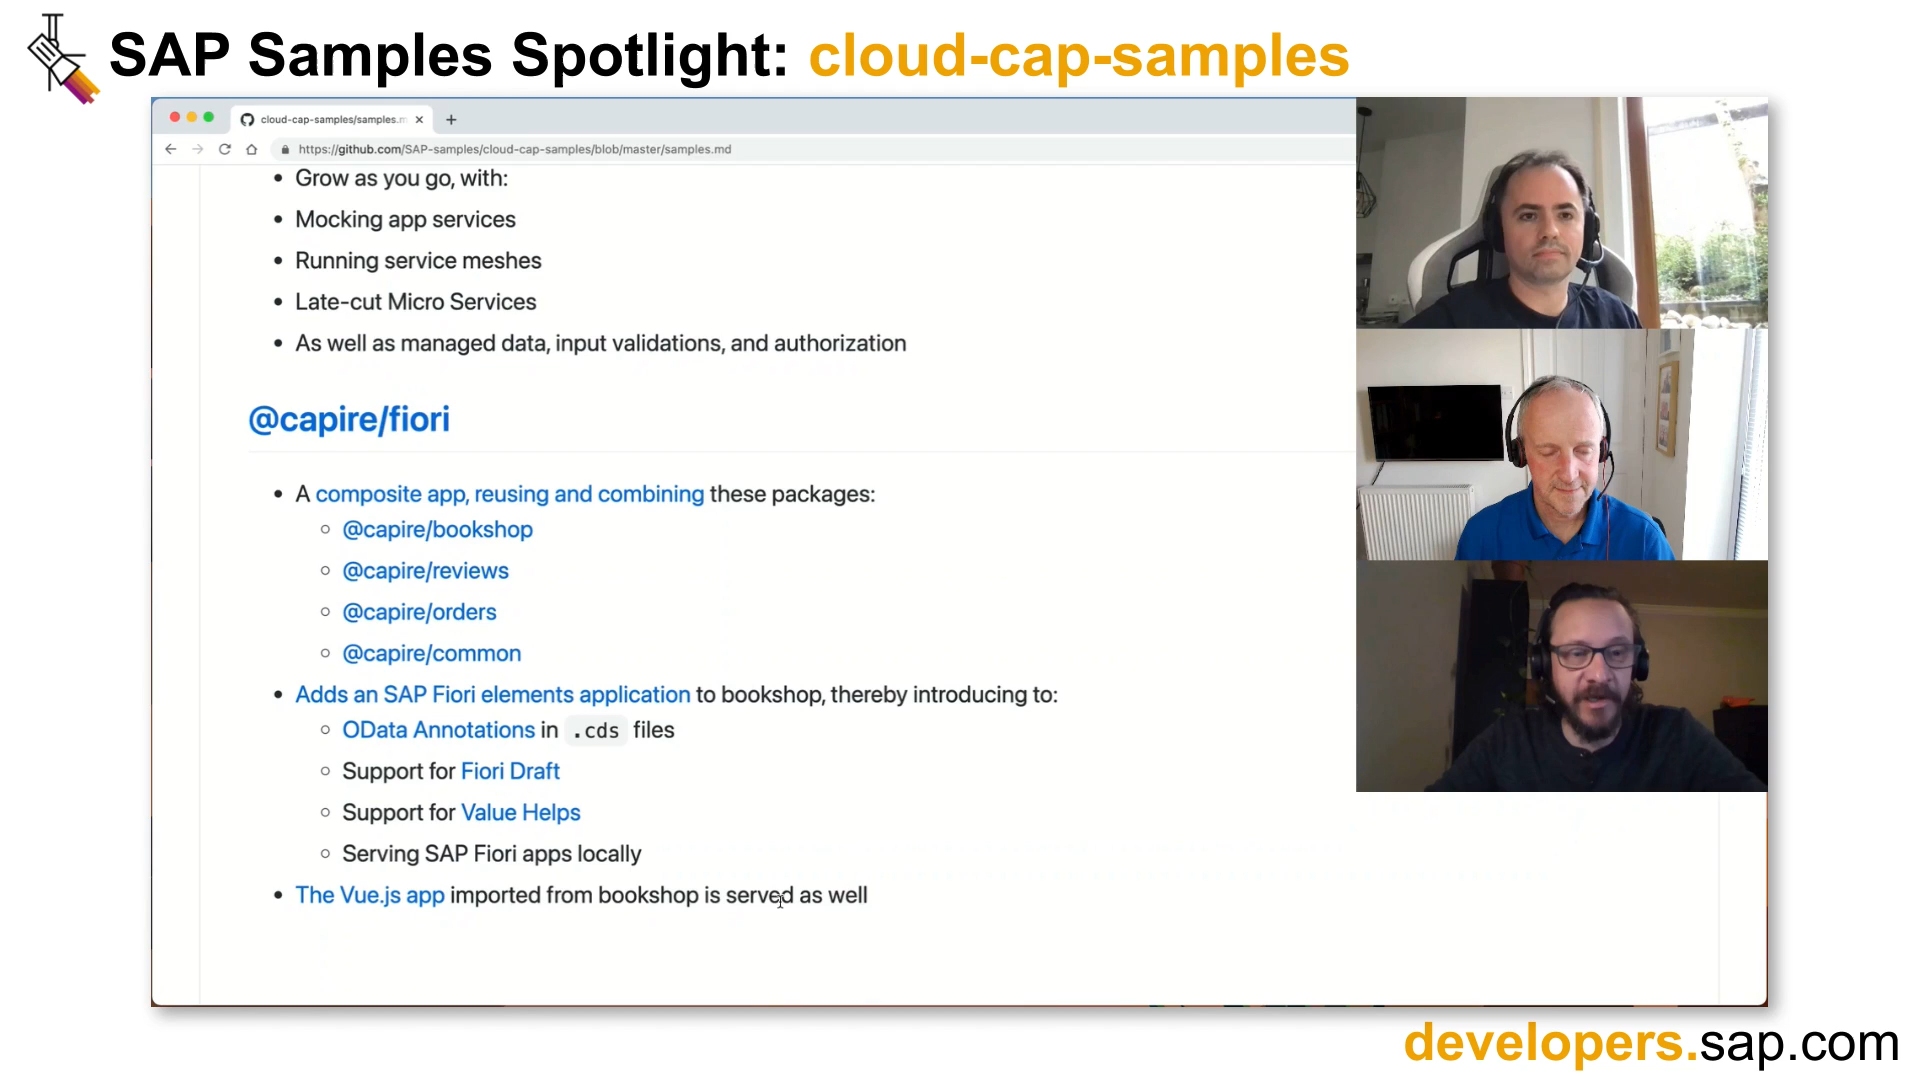 SAP Samples Spotlight: cloud-cap-samples
cloud-cap-samples/samples.m
https://github.com/SAP-samples/cloud-cap-samples/blob/master/samples.md
Grow as you go, with:
Mocking app services
Running service meshes
Late-cut Micro Services
As well as managed data, input validations, and authorization
@capire/fiori
A composite app, reusing and combining these packages:
@capire/bookshop
@capire/reviews
@capire/orders
@capire/common
Adds an SAP Fiori elements application to bookshop, thereby introducing to:
OData Annotations in .cds files
Support for Fiori Draft
Support for Value Helps
Serving SAP Fiori apps locally
The Vue.js app imported from bookshop is served as well
developers.sap.com